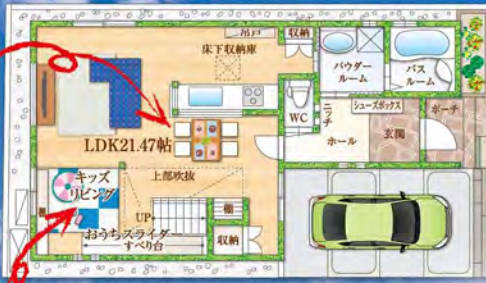 吊戸
収納
床下収納庫
パウダー
ルーム
バス
ルーム
WC
ニッチ
シューズボックス
ポーチ
玄関
ホール
LDK21.47帖
キッズ
リビング
上部吹抜
UP
棚
おうちスライダー
すべり台
収納